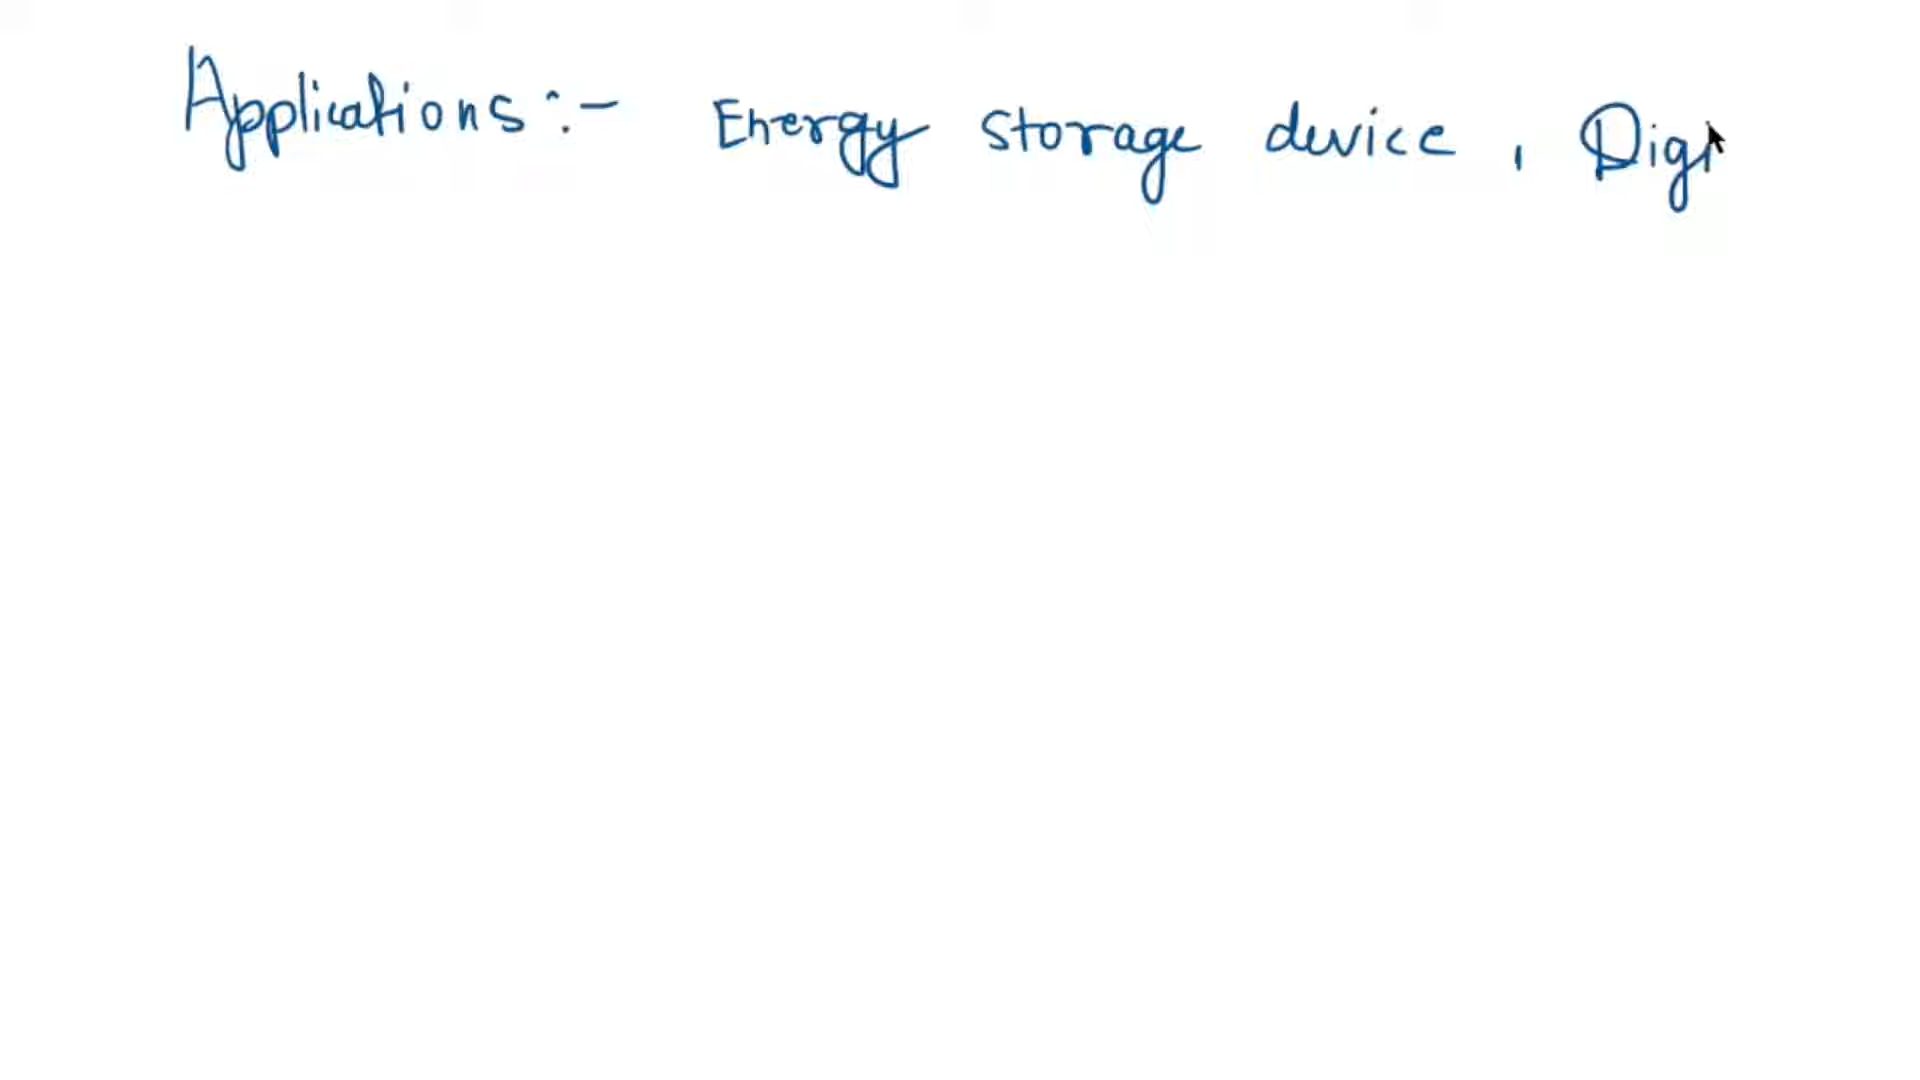 Applications :- Energy storage device , Digi